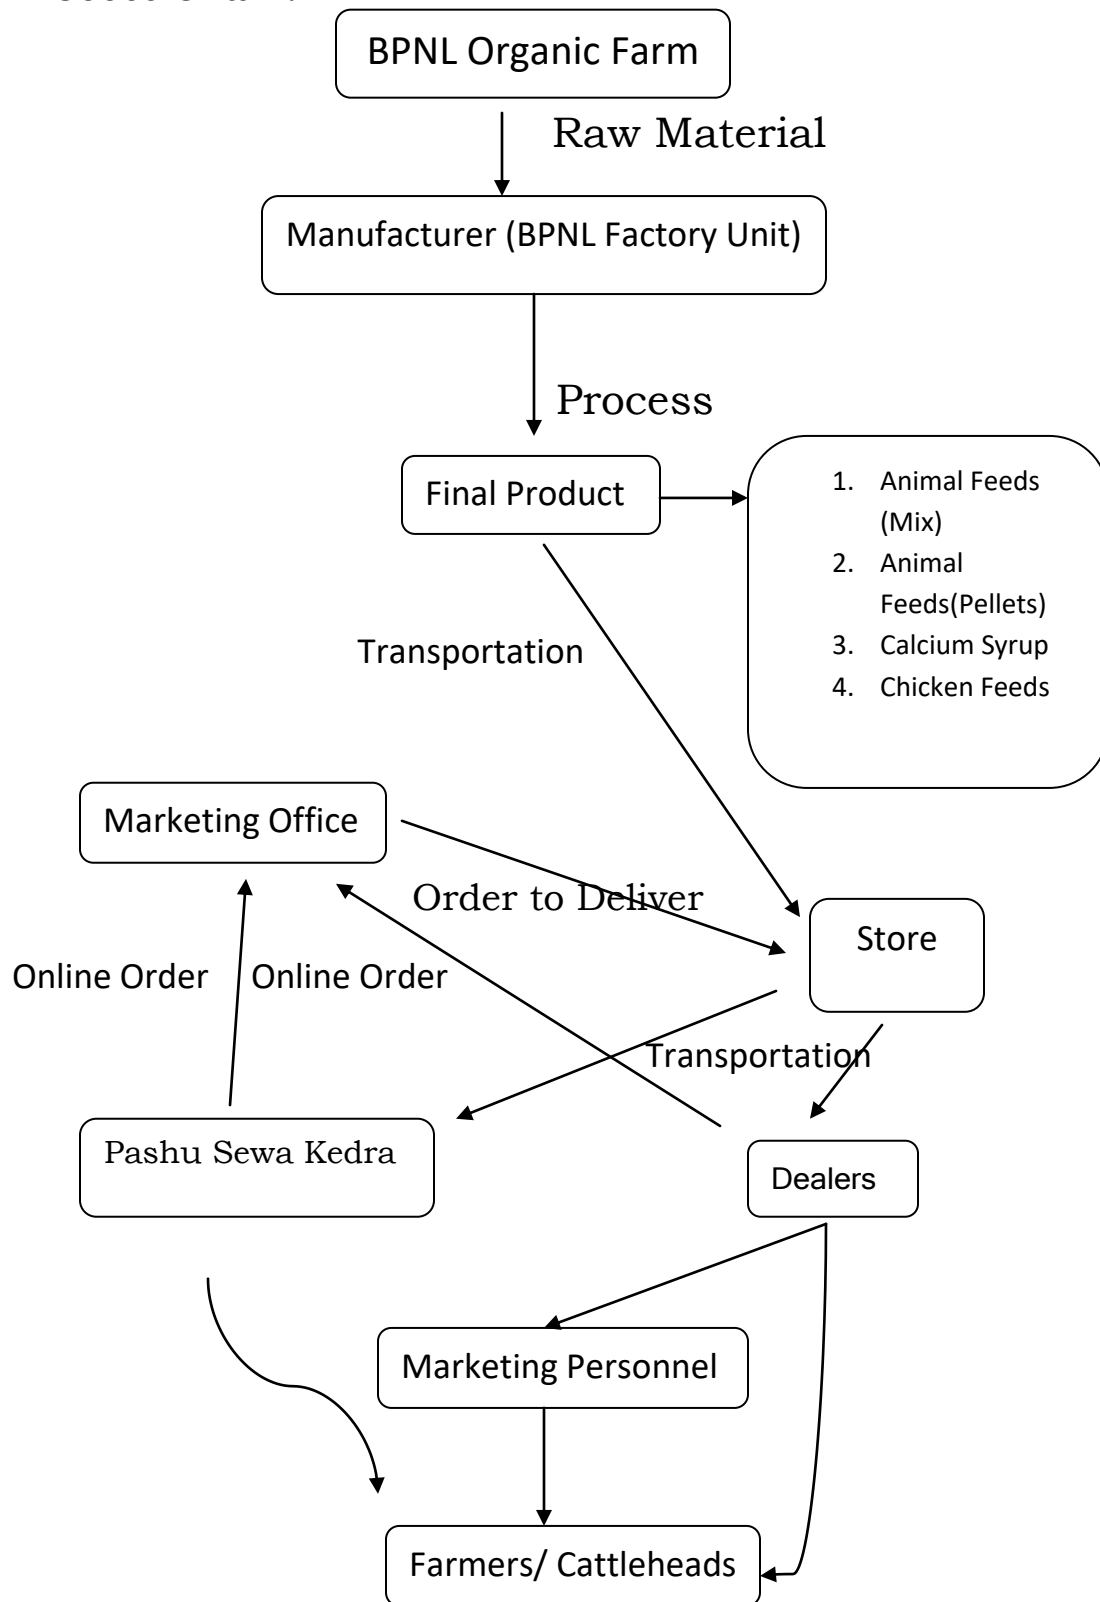 BPNL Organic Farm
Raw Material
Manufacturer (BPNL Factory Unit)
Process
Final Product
1. Animal Feeds
(Mix)
2. Animal
Feeds(Pellets)
3. Calcium Syrup
4. Chicken Feeds
Transportation
Marketing Office
Order to Deliver
Store
Online Order
Online Order
Transportation
Pashu Sewa Kedra
Dealers
Marketing Personnel
Farmers/ Cattleheads